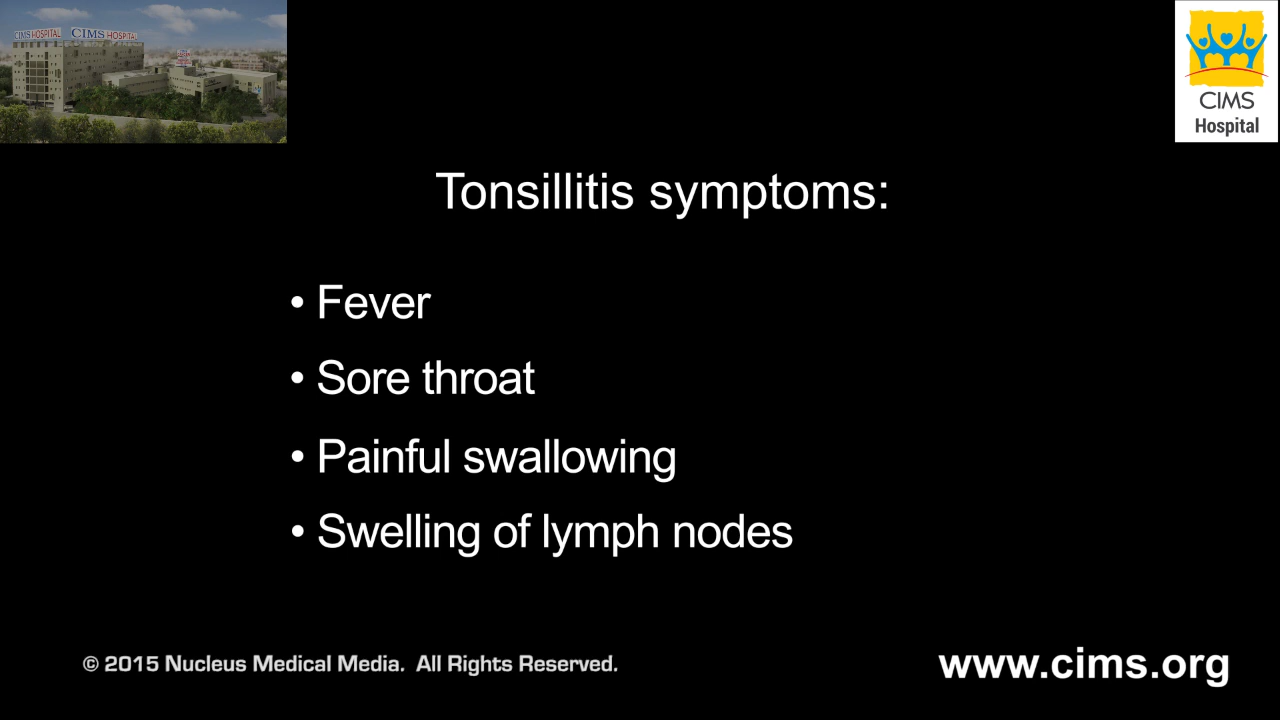 CIMS HOSPITAL CIMS HOSPITAL
CIMS
Hospital
Tonsillitis symptoms:
• Fever
• Sore throat
• Painful swallowing
• Swelling of lymph nodes
© 2015 Nucleus Medical Media. All Rights Reserved.
www.cims.org